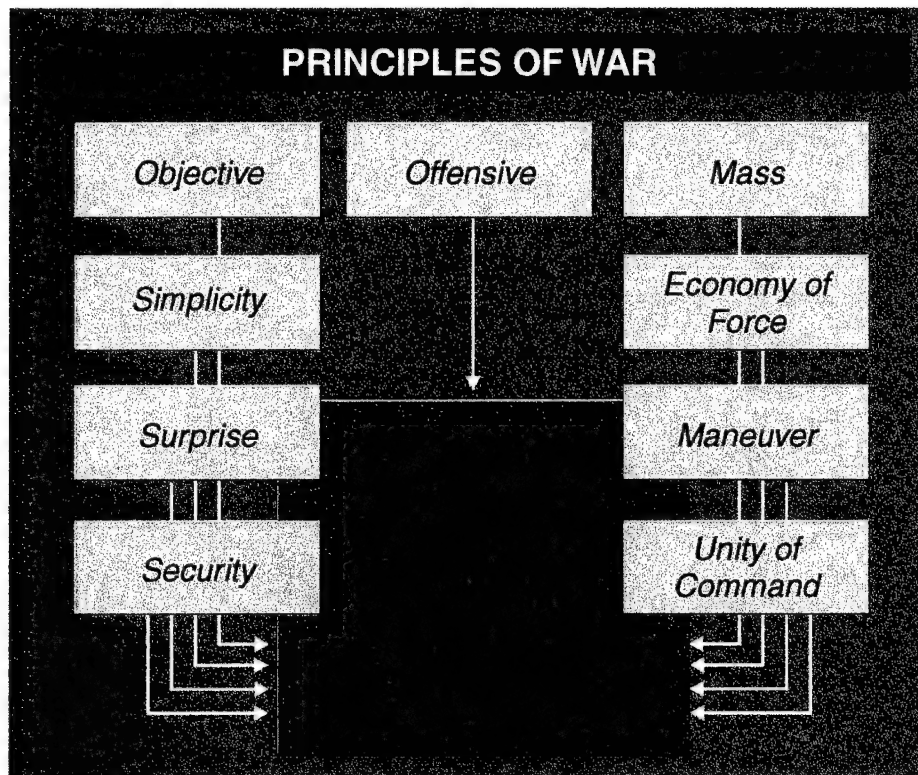 PRINCIPLES OF WAR
Objective
Offensive
Mass
Simplicity
Economy of
Force
Surprise
Maneuver
Security
Unity of
Command